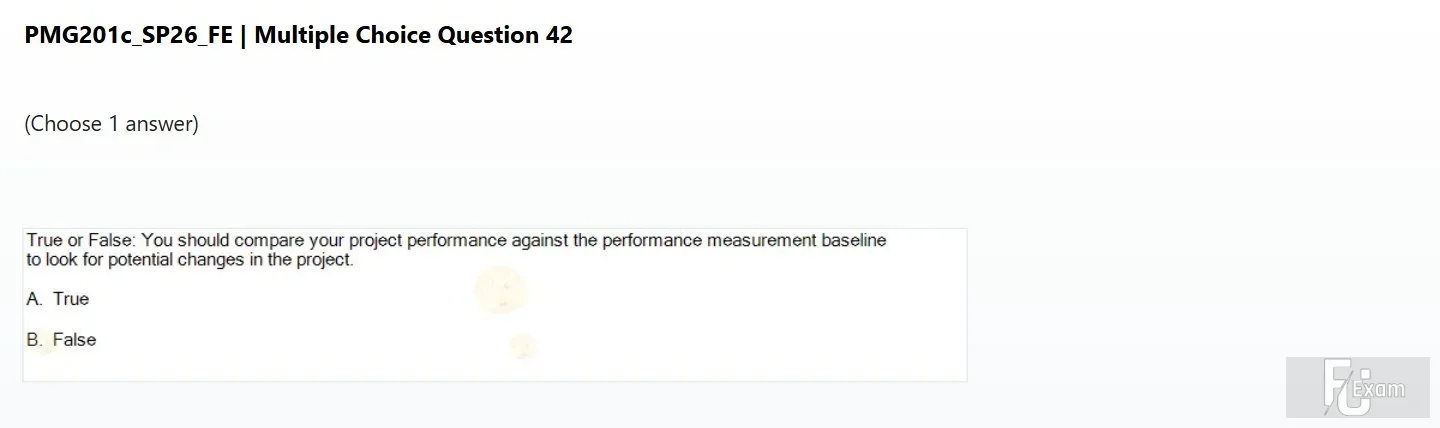 PMG201c_SP26_FE | Multiple Choice Question 42
(Choose 1 answer)
True or False: You should compare your project performance against the performance measurement baseline
to look for potential changes in the project.
A. True
B. False
FU Exam